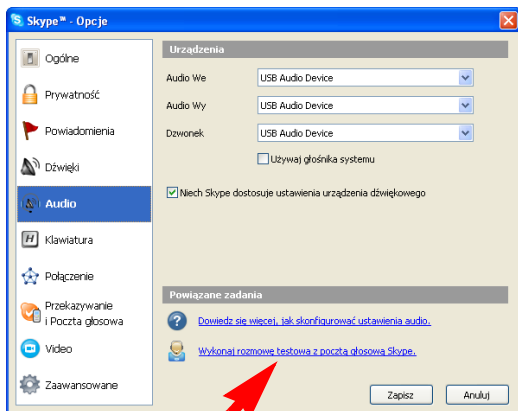 Skype™ - Opcje
Ogólne
Prywatność
Powiadomienia
Dźwięki
Audio
Klawiatura
Połączenie
Przekazywanie
i Poczta głosowa
Video
Zaawansowane
Urządzenia
Audio We USB Audio Device
Audio Wy USB Audio Device
Dzwonek USB Audio Device
Używaj głośnika systemu
Niech Skype dostosuje ustawienia urządzenia dźwiękowego
Powiązane zadania
Dowiedz się więcej, jak skonfigurować ustawienia audio.
Wykonaj rozmowę testowa z pocztą głosową Skype.
Zapisz Anuluj